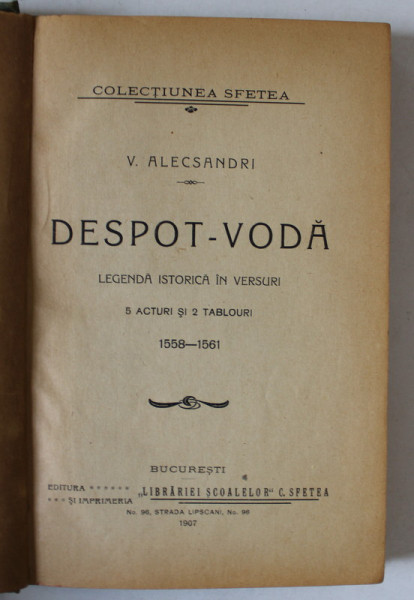 COLECȚIUNEA SFETEA
V. ALECSANDRI
DESPOT-VODĂ
LEGENDĂ ISTORICĂ ÎN VERSURI
5 ACTURI ȘI 2 TABLOURI
1558—1561
BUCUREȘTI
EDITURA * * * * * *
* * * ȘI IMPRIMERIA „LIBRĂRIEI ȘCOALELOR“ C. SFETEA
No. 96, STRADA LIPSCANI, No. 96
1907